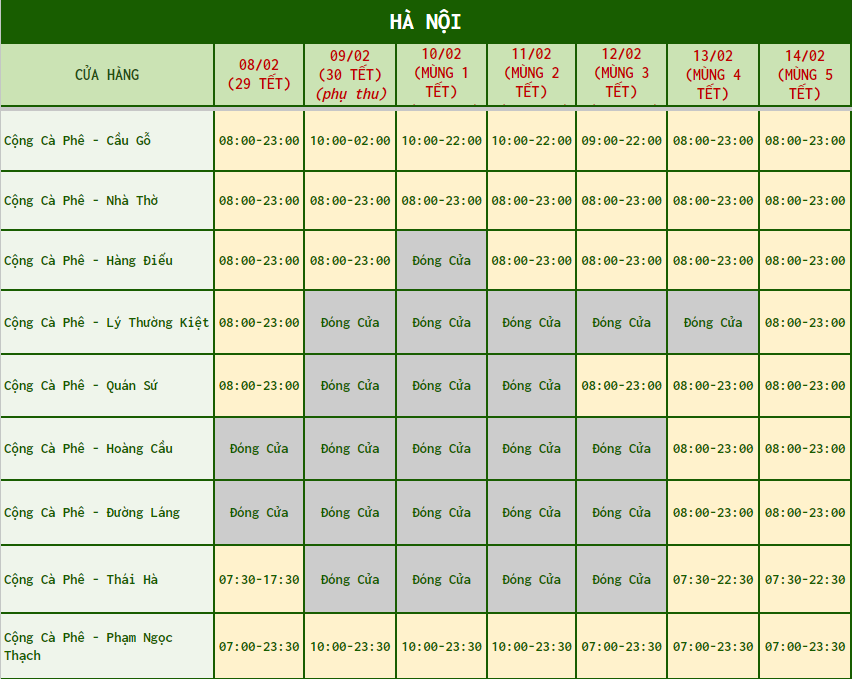 HÀ NỘI
CỬA HÀNG 08/02 (29 TẾT) 09/02 (30 TẾT) (phụ thu) 10/02 (MÙNG 1 TẾT) 11/02 (MÙNG 2 TẾT) 12/02 (MÙNG 3 TẾT) 13/02 (MÙNG 4 TẾT) 14/02 (MÙNG 5 TẾT)
Cộng Cà Phê - Cầu Gỗ 08:00-23:00 10:00-02:00 10:00-22:00 10:00-22:00 09:00-22:00 08:00-23:00 08:00-23:00
Cộng Cà Phê - Nhà Thờ 08:00-23:00 08:00-23:00 08:00-23:00 08:00-23:00 08:00-23:00 08:00-23:00 08:00-23:00
Cộng Cà Phê - Hàng Điếu 08:00-23:00 08:00-23:00 Đóng Cửa 08:00-23:00 08:00-23:00 08:00-23:00 08:00-23:00
Cộng Cà Phê - Lý Thường Kiệt 08:00-23:00 Đóng Cửa Đóng Cửa Đóng Cửa Đóng Cửa Đóng Cửa 08:00-23:00
Cộng Cà Phê - Quán Sứ 08:00-23:00 Đóng Cửa Đóng Cửa Đóng Cửa 08:00-23:00 08:00-23:00 08:00-23:00
Cộng Cà Phê - Hoàng Cầu Đóng Cửa Đóng Cửa Đóng Cửa Đóng Cửa Đóng Cửa 08:00-23:00 08:00-23:00
Cộng Cà Phê - Đường Láng Đóng Cửa Đóng Cửa Đóng Cửa Đóng Cửa Đóng Cửa 08:00-23:00 08:00-23:00
Cộng Cà Phê - Thái Hà 07:30-17:30 Đóng Cửa Đóng Cửa Đóng Cửa Đóng Cửa 07:30-22:30 07:30-22:30
Cộng Cà Phê - Phạm Ngọc Thạch 07:00-23:30 10:00-23:30 10:00-23:30 10:00-23:30 07:00-23:30 07:00-23:30 07:00-23:30